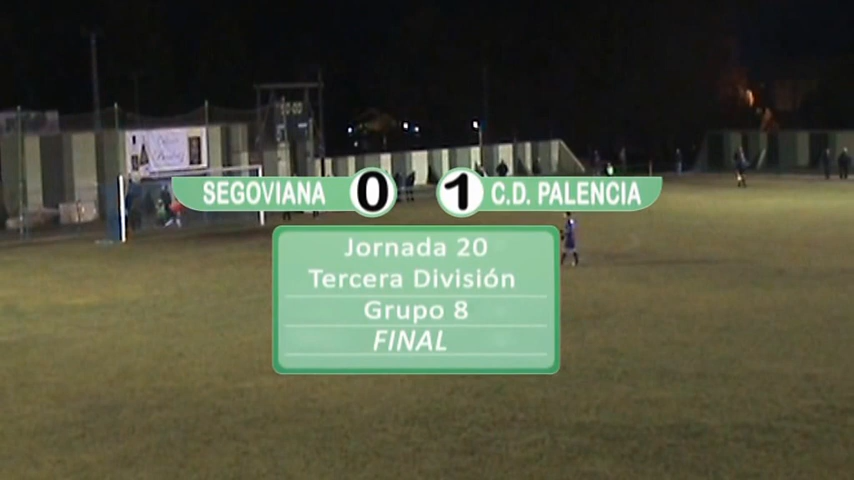 SEGOVIANA 0 1 C.D. PALENCIA
Jornada 20
Tercera División
Grupo 8
FINAL